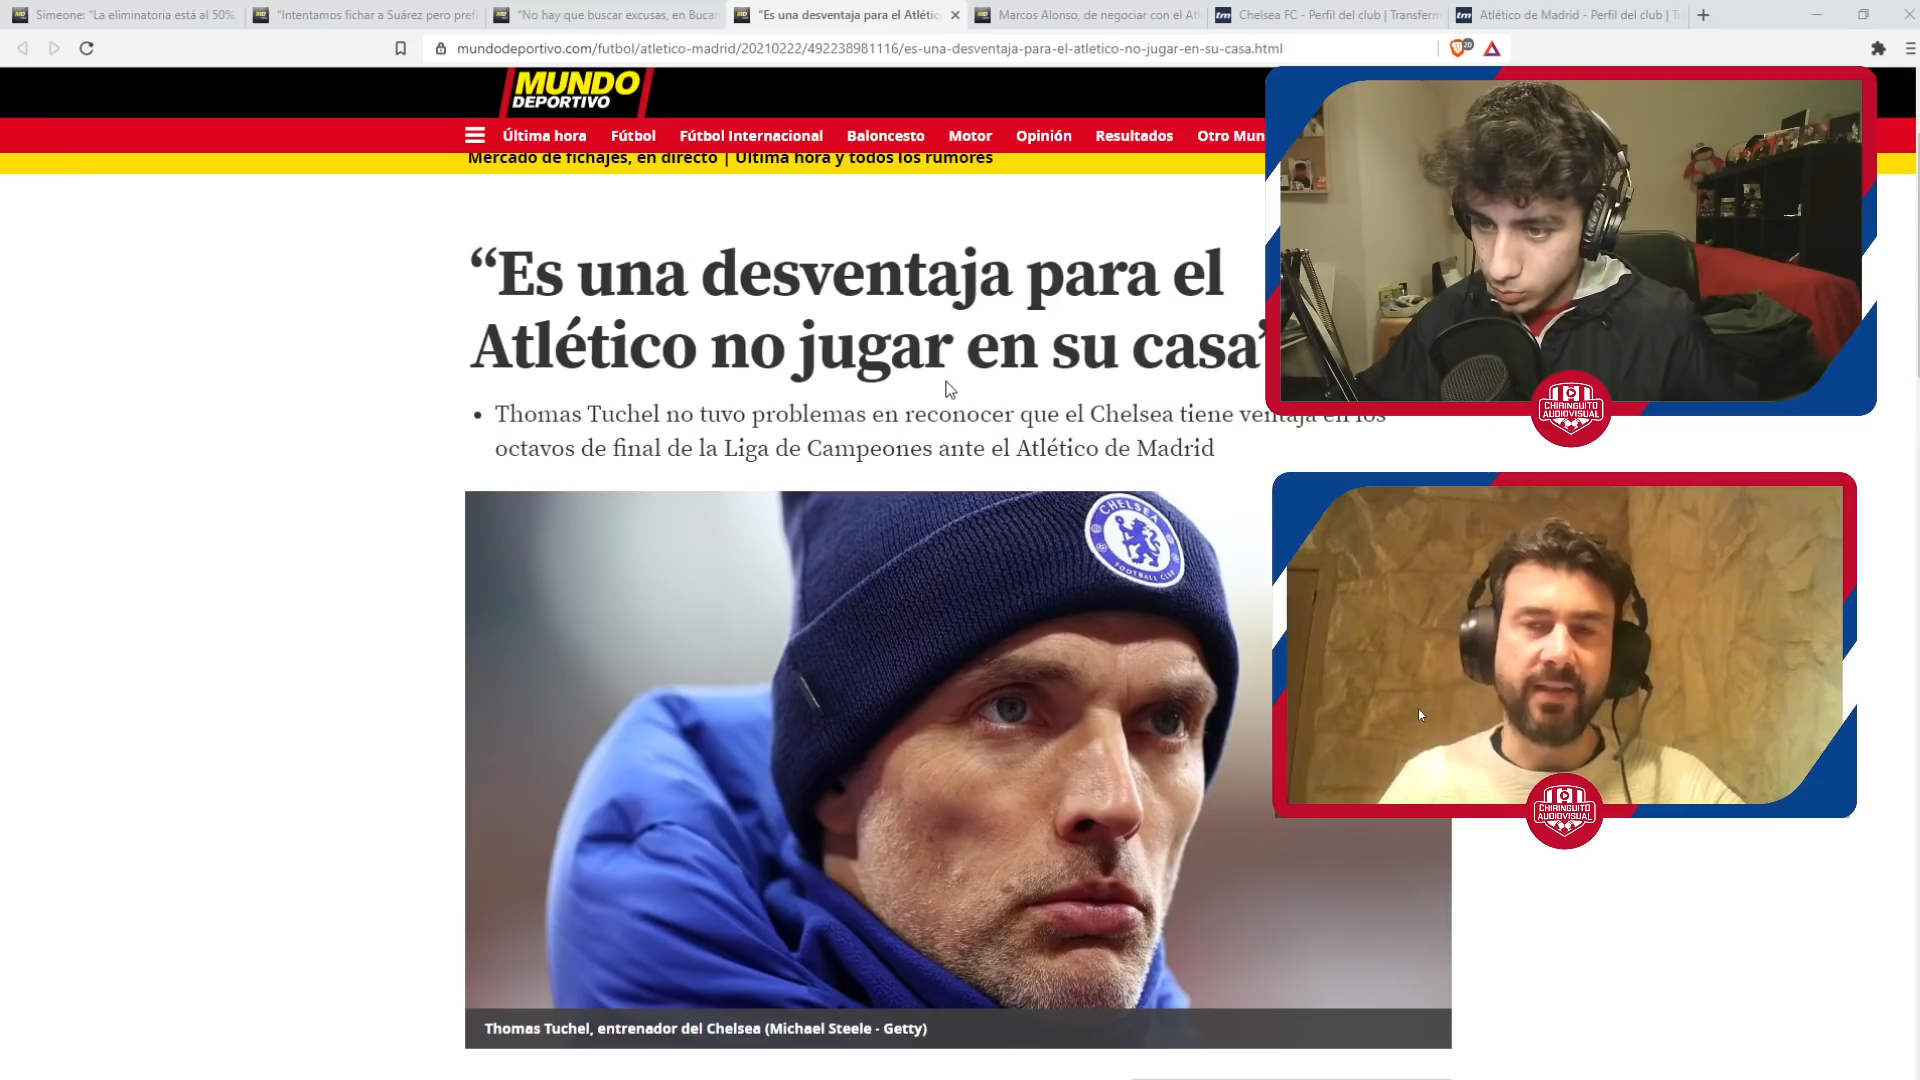 Simeone: "La eliminatoria está al 50%
"Intentamos fichar a Suárez pero pref
"No hay que buscar excusas, en Bucar
"Es una desventaja para el Atlétic
Marcos Alonso, de negociar con el Atl
Chelsea FC - Perfil del club | Transferm
Atlético de Madrid - Perfil del club | Tr
mundodeportivo.com/futbol/atletico-madrid/20210222/492238981116/es-una-desventaja-para-el-atletico-no-jugar-en-su-casa.html
20
MUNDO
DEPORTIVO
Última hora Fútbol Fútbol Internacional Baloncesto Motor Opinión Resultados Otro Mun
Mercado de fichajes, en directo | Última hora y todos los rumores
“Es una desventaja para el
Atlético no jugar en su casa”
• Thomas Tuchel no tuvo problemas en reconocer que el Chelsea tiene ventaja en los
octavos de final de la Liga de Campeones ante el Atlético de Madrid
CHELSEA
FOOTBALL CLUB
Thomas Tuchel, entrenador del Chelsea (Michael Steele - Getty)
CHIRINGUITO
AUDIOVISUAL
CHIRINGUITO
AUDIOVISUAL